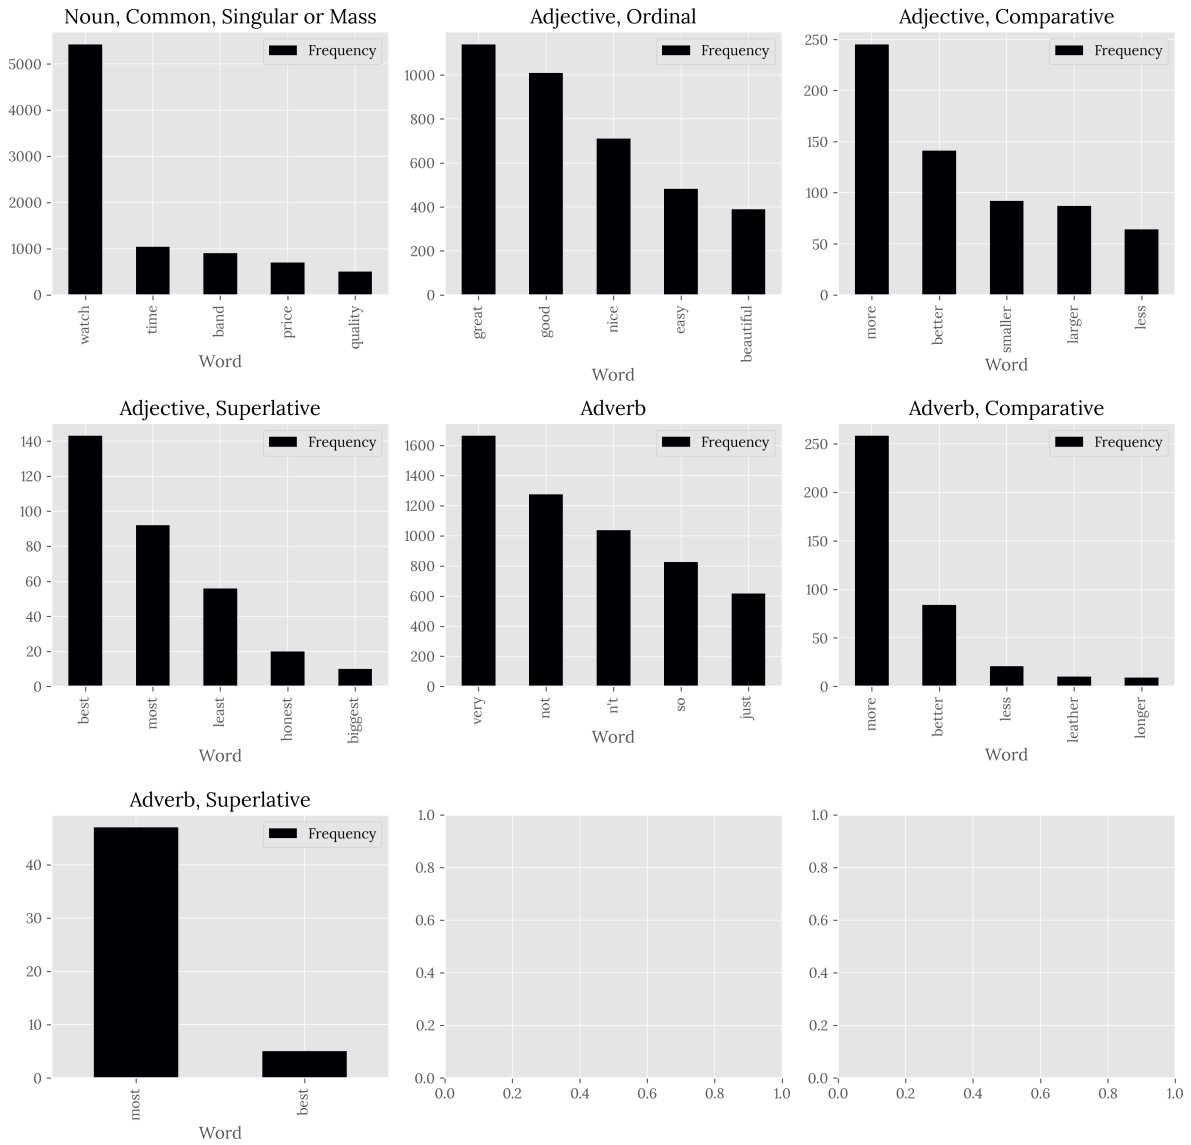 Noun, Common, Singular or Mass
Frequency
5000
4000
3000
2000
1000
0
watch
time
band
price
quality
Word
Adjective, Ordinal
Frequency
1000
800
600
400
200
0
great
good
nice
easy
beautiful
Word
Adjective, Comparative
Frequency
250
200
150
100
50
0
more
better
smaller
larger
less
Word
Adjective, Superlative
Frequency
140
120
100
80
60
40
20
0
best
most
least
honest
biggest
Word
Adverb
Frequency
1600
1400
1200
1000
800
600
400
200
0
very
not
n't
so
just
Word
Adverb, Comparative
Frequency
250
200
150
100
50
0
more
better
less
leather
longer
Word
Adverb, Superlative
Frequency
40
30
20
10
0
most
best
Word
1.0
0.8
0.6
0.4
0.2
0.0
0.0 0.2 0.4 0.6 0.8 1.0
1.0
0.8
0.6
0.4
0.2
0.0
0.0 0.2 0.4 0.6 0.8 1.0